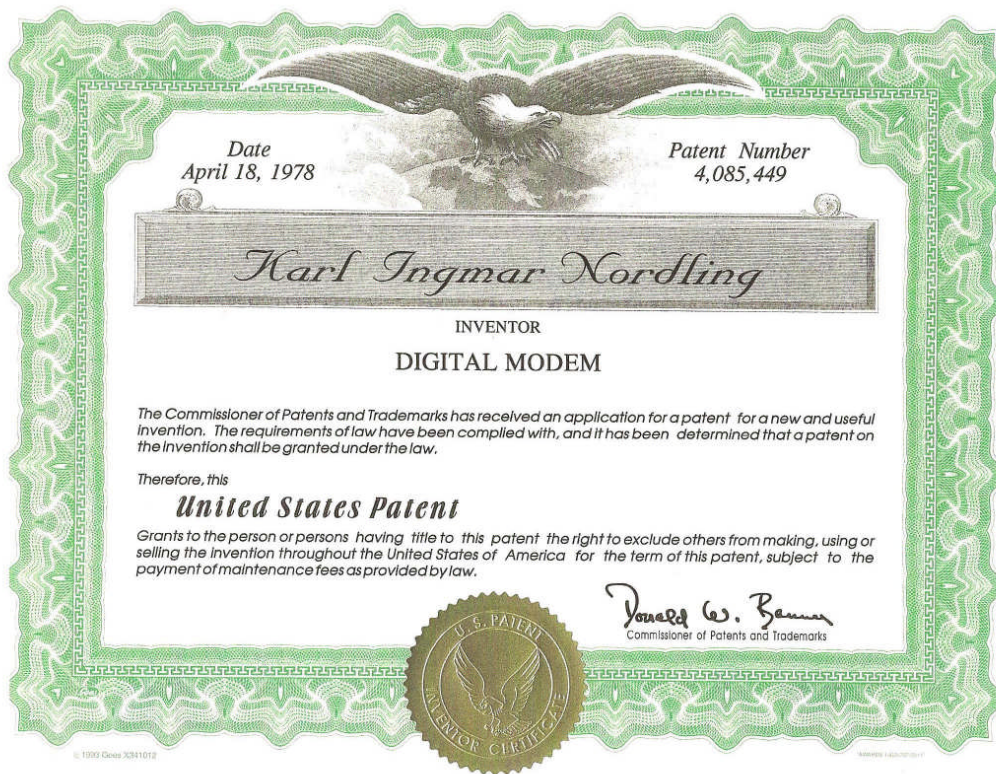 Date
April 18, 1978
Patent Number
4,085,449
Karl Ingmar Nordling
INVENTOR
DIGITAL MODEM
The Commissioner of Patents and Trademarks has received an application for a patent for a new and useful
invention. The requirements of law have been complied with, and it has been determined that a patent on
the invention shall be granted under the law.
Therefore, this
United States Patent
Grants to the person or persons having title to this patent the right to exclude others from making, using or
selling the invention throughout the United States of America for the term of this patent, subject to the
payment of maintenance fees as provided by law.
Donald W. Banner
Commissioner of Patents and Trademarks
U.S. PATENT
INVENTOR CERTIFICATE
© 1993 Goes X341012